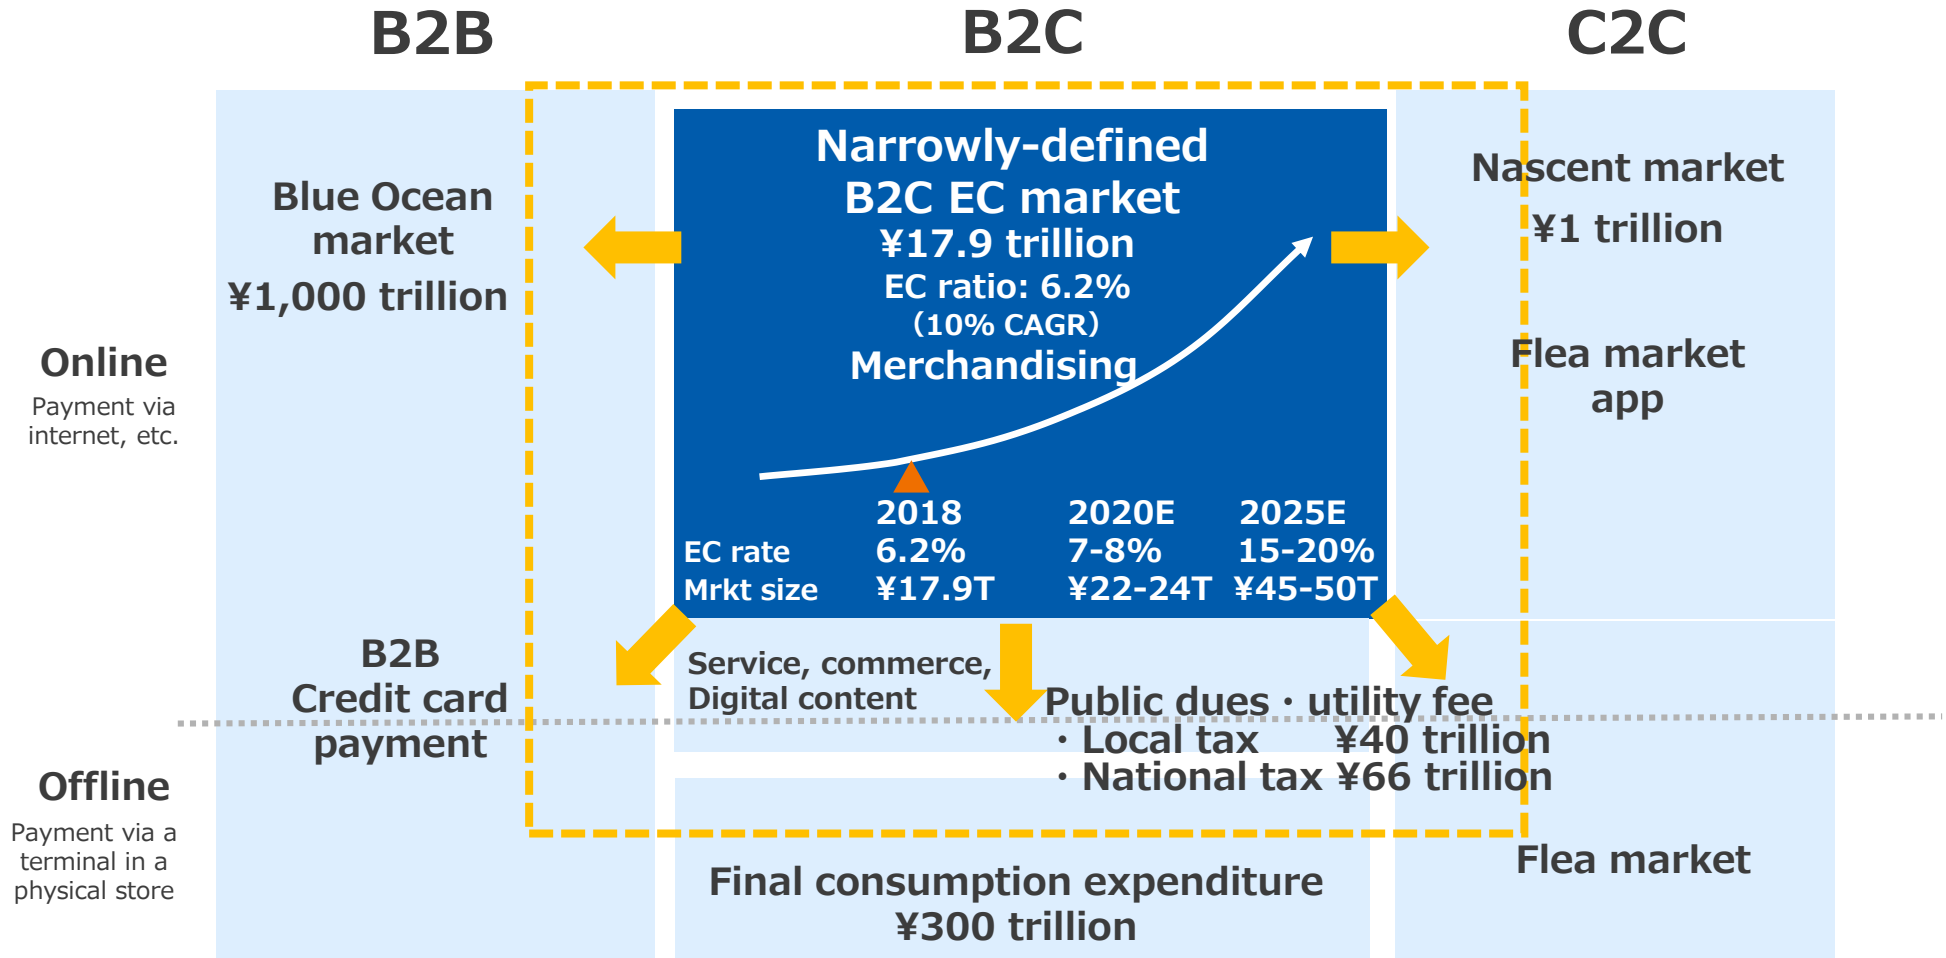 B2B
B2C
C2C
Online
Payment via
internet, etc.
Blue Ocean
market
¥1,000 trillion
Narrowly-defined
B2C EC market
¥17.9 trillion
EC ratio: 6.2%
（10% CAGR）
Merchandising
2018 2020E 2025E
EC rate 6.2% 7-8% 15-20%
Mrkt size ¥17.9T ¥22-24T ¥45-50T
Nascent market
¥1 trillion
Flea market
app
B2B
Credit card
payment
Service, commerce,
Digital content
Public dues・utility fee
・Local tax ¥40 trillion
・National tax ¥66 trillion
Offline
Payment via a
terminal in a
physical store
Final consumption expenditure
¥300 trillion
Flea market